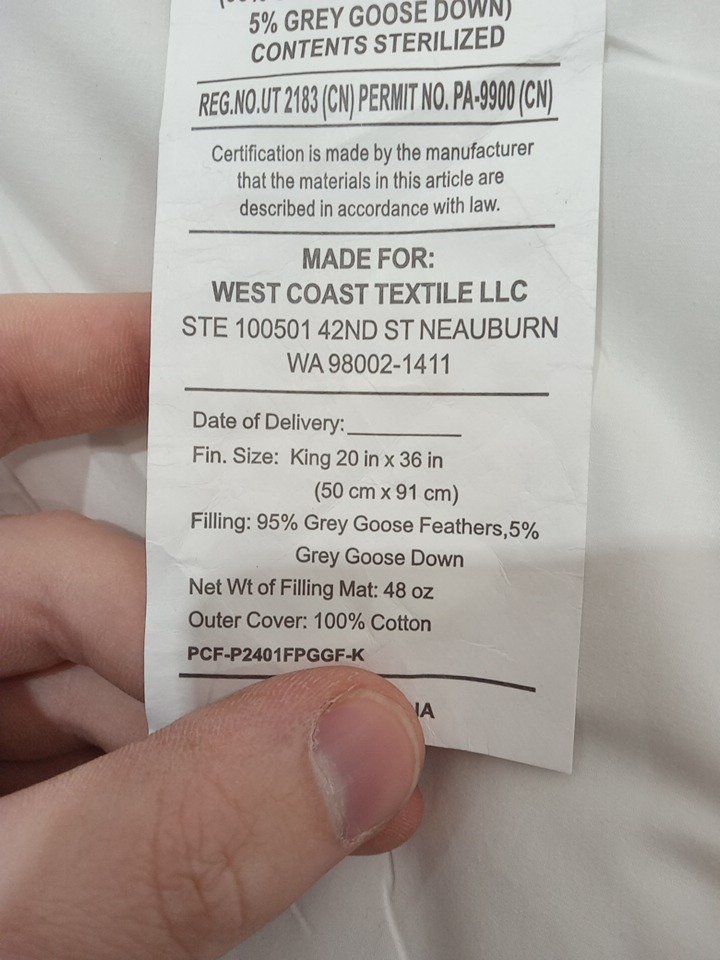 5% GREY GOOSE DOWN)
CONTENTS STERILIZED
REG.NO.UT 2183 (CN) PERMIT NO. PA-9900 (CN)
Certification is made by the manufacturer
that the materials in this article are
described in accordance with law.
MADE FOR:
WEST COAST TEXTILE LLC
STE 100501 42ND ST NEAUBURN
WA 98002-1411
Date of Delivery:__________
Fin. Size: King 20 in x 36 in
(50 cm x 91 cm)
Filling: 95% Grey Goose Feathers,5%
Grey Goose Down
Net Wt of Filling Mat: 48 oz
Outer Cover: 100% Cotton
PCF-P2401FPGGF-K